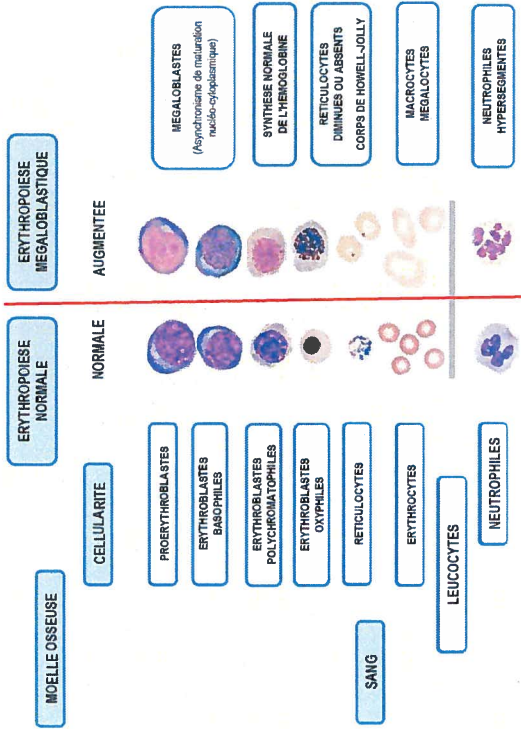 MOELLE OSSEUSE
ERYTHROPOIESE
NORMALE
ERYTHROPOIESE
MEGALOBLASTIQUE
CELLULARITE
NORMALE
AUGMENTEE
PROERYTHROBLASTES
MEGALOBLASTES
(Asynchronisme de maturation
nucléo-cyloplasmique)
ERYTHROBLASTES
BASOPHILES
ERYTHROBLASTES
POLYCHROMATOPHILES
SYNTHESE NORMALE
DE L'HEMOGLOBINE
ERYTHROBLASTES
OXYPHILES
RETICULOCYTES
DIMINUES OU ABSENTS
CORPS DE HOWELL-JOLLY
SANG
RETICULOCYTES
ERYTHROCYTES
MACROCYTES
MEGALOCYTES
LEUCOCYTES
NEUTROPHILES
NEUTROPHILES
HYPERSEGMENTES